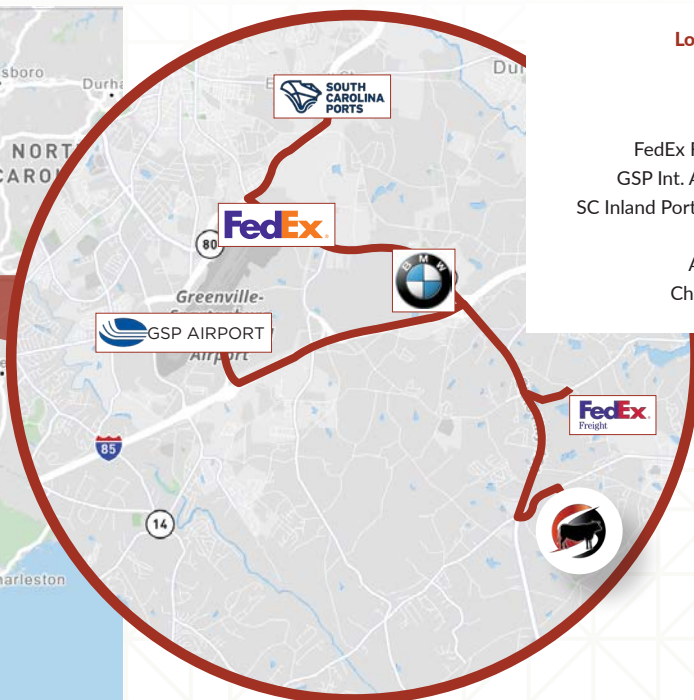 sboro
Durha
NORT
CAROL
harleston
SOUTH
CAROLINA
PORTS
FedEx
80
BMW
Greenville-
GSP AIRPORT
Airport
85
14
FedEx
Freight
Du
Lo
FedEx
GSP Int. A
SC Inland Port
A
Ch